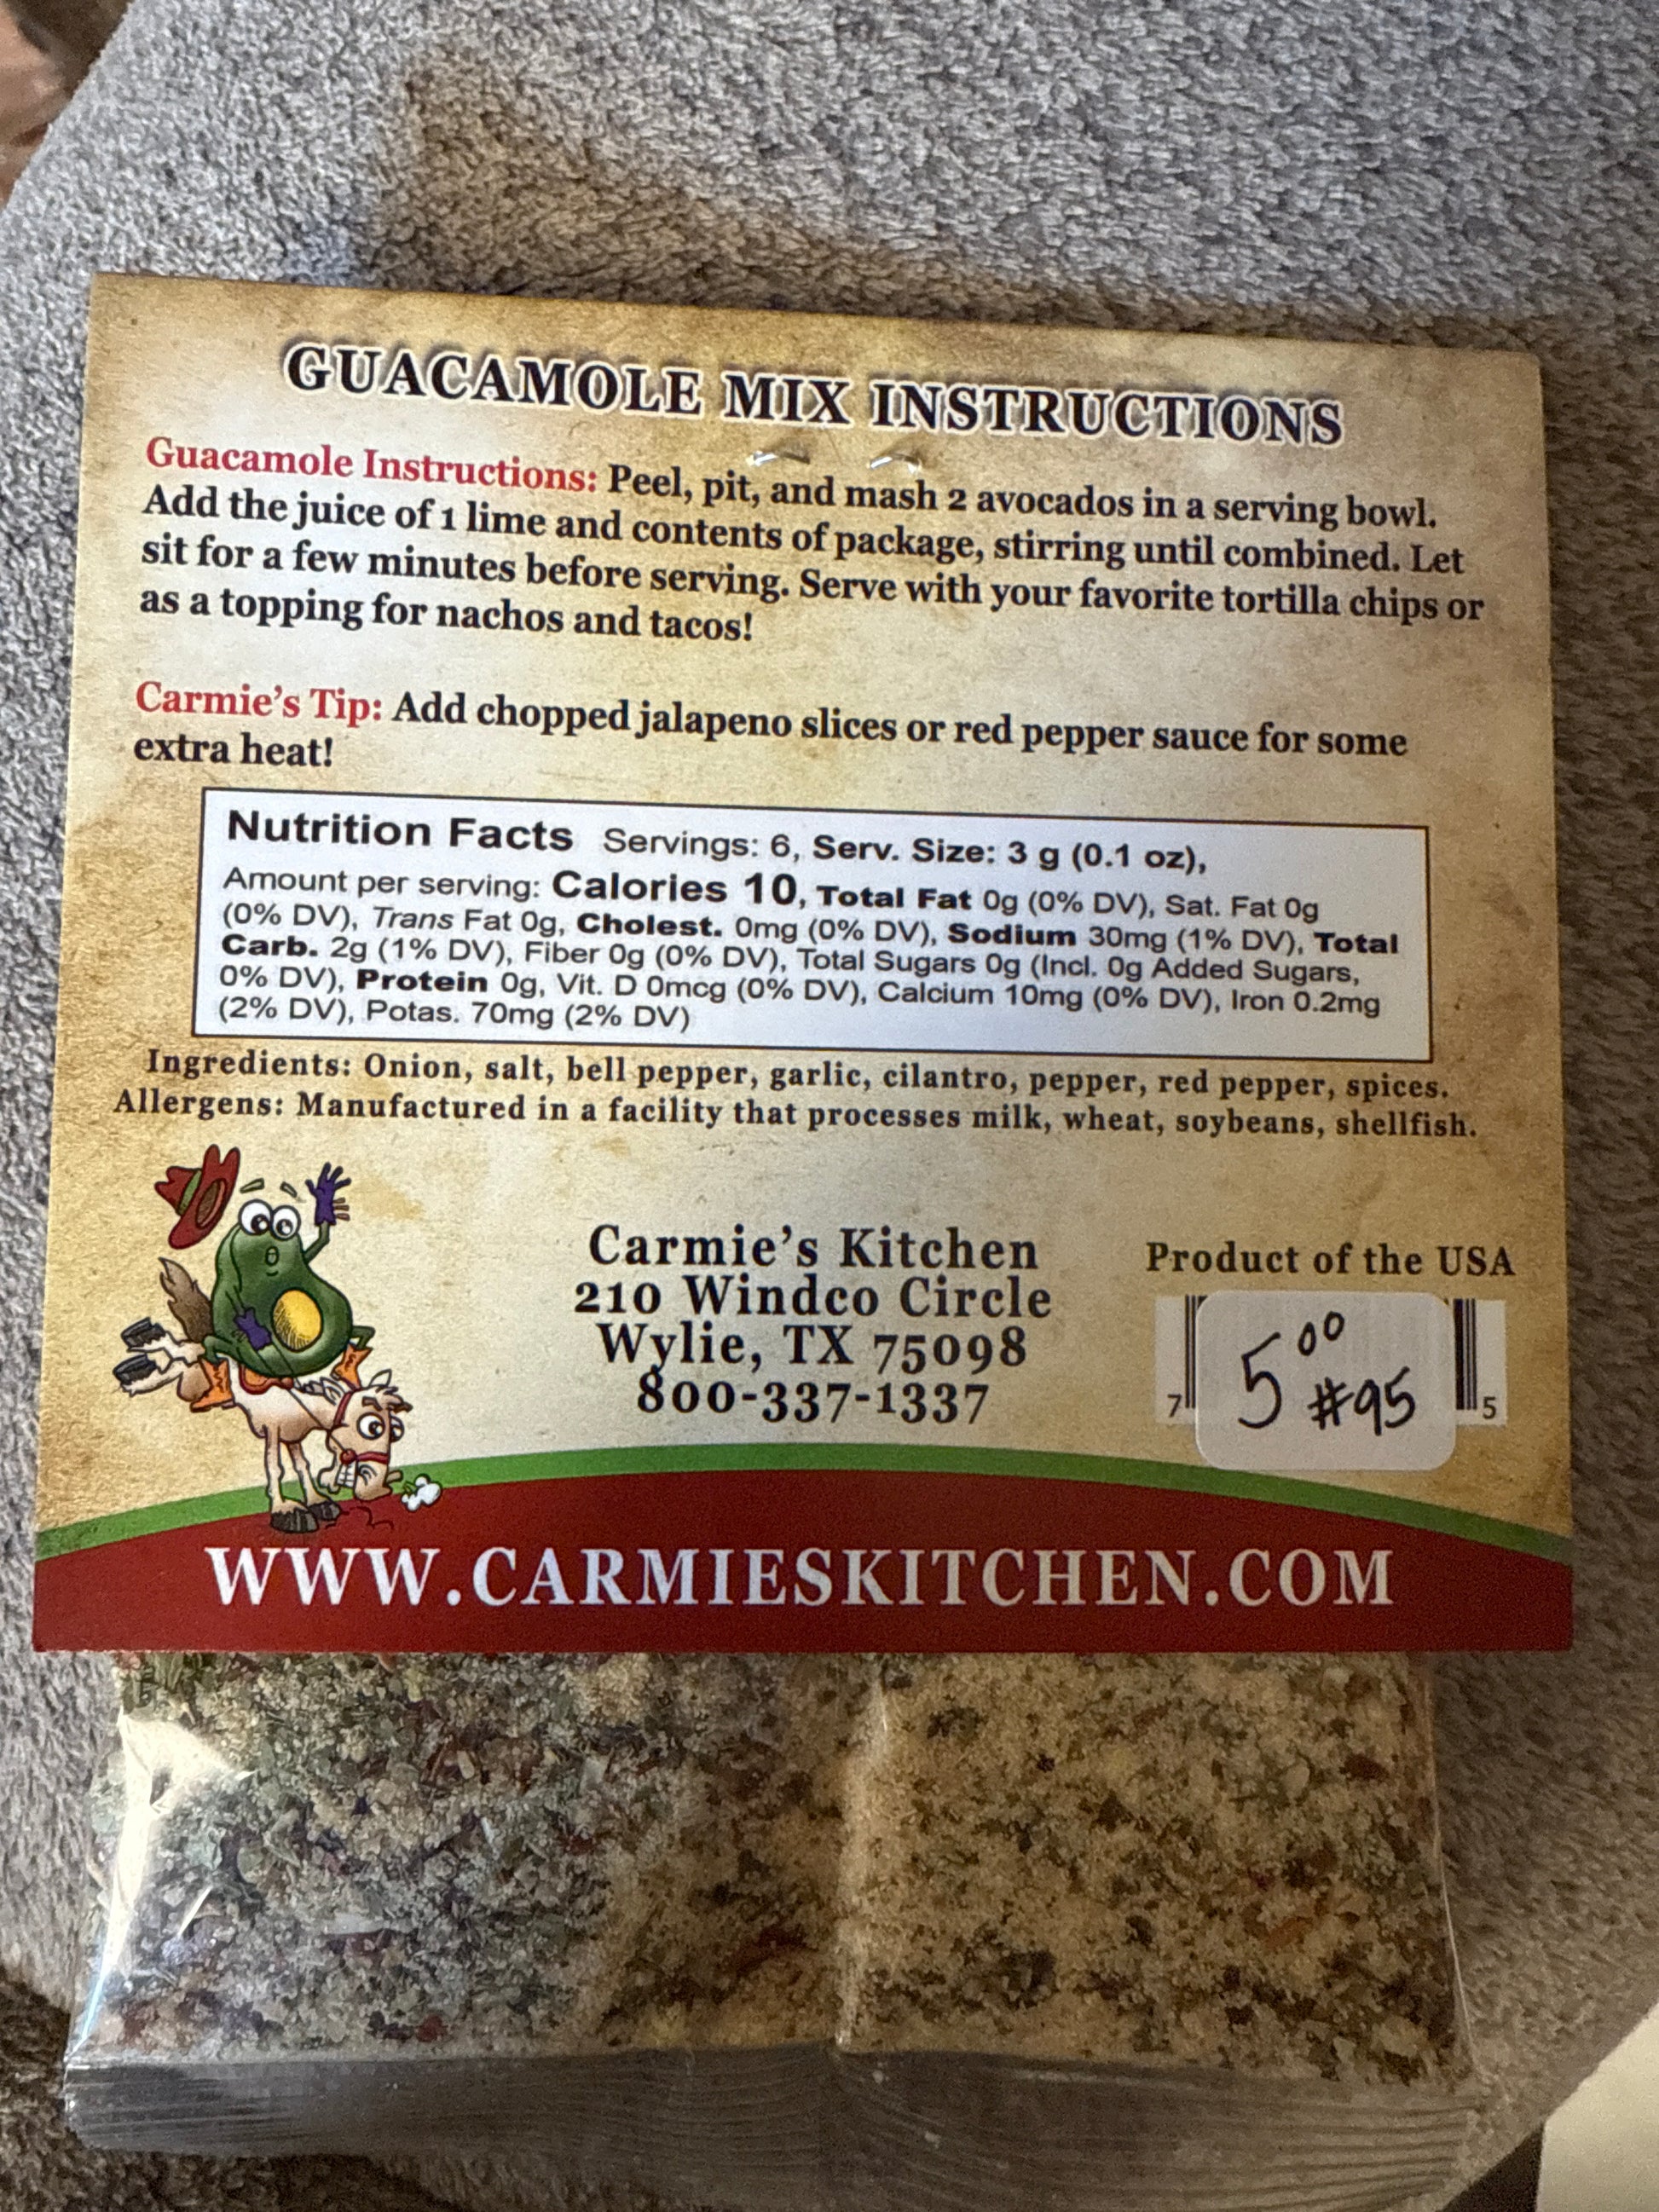 GUACAMOLE MIX INSTRUCTIONS
Guacamole Instructions: Peel, pit, and mash 2 avocados in a serving bowl.
Add the juice of 1 lime and contents of package, stirring until combined. Let
sit for a few minutes before serving. Serve with your favorite tortilla chips or
as a topping for nachos and tacos!
Carmie's Tip: Add chopped jalapeno slices or red pepper sauce for some
extra heat!
Nutrition Facts Servings: 6, Serv. Size: 3 g (0.1 oz),
Amount per serving: Calories 10, Total Fat 0g (0% DV), Sat. Fat 0g
(0% DV), Trans Fat 0g, Cholest. 0mg (0% DV), Sodium 30mg (1% DV), Total
Carb. 2g (1% DV), Fiber 0g (0% DV), Total Sugars 0g (Incl. 0g Added Sugars,
0% DV), Protein 0g, Vit. D 0mcg (0% DV), Calcium 10mg (0% DV), Iron 0.2mg
(2% DV), Potas. 70mg (2% DV)
Ingredients: Onion, salt, bell pepper, garlic, cilantro, pepper, red pepper, spices.
Allergens: Manufactured in a facility that processes milk, wheat, soybeans, shellfish.
Carmie's Kitchen
210 Windco Circle
Wylie, TX 75098
800-337-1337
Product of the USA
5 00
#95
7 5
WWW.CARMIESKITCHEN.COM